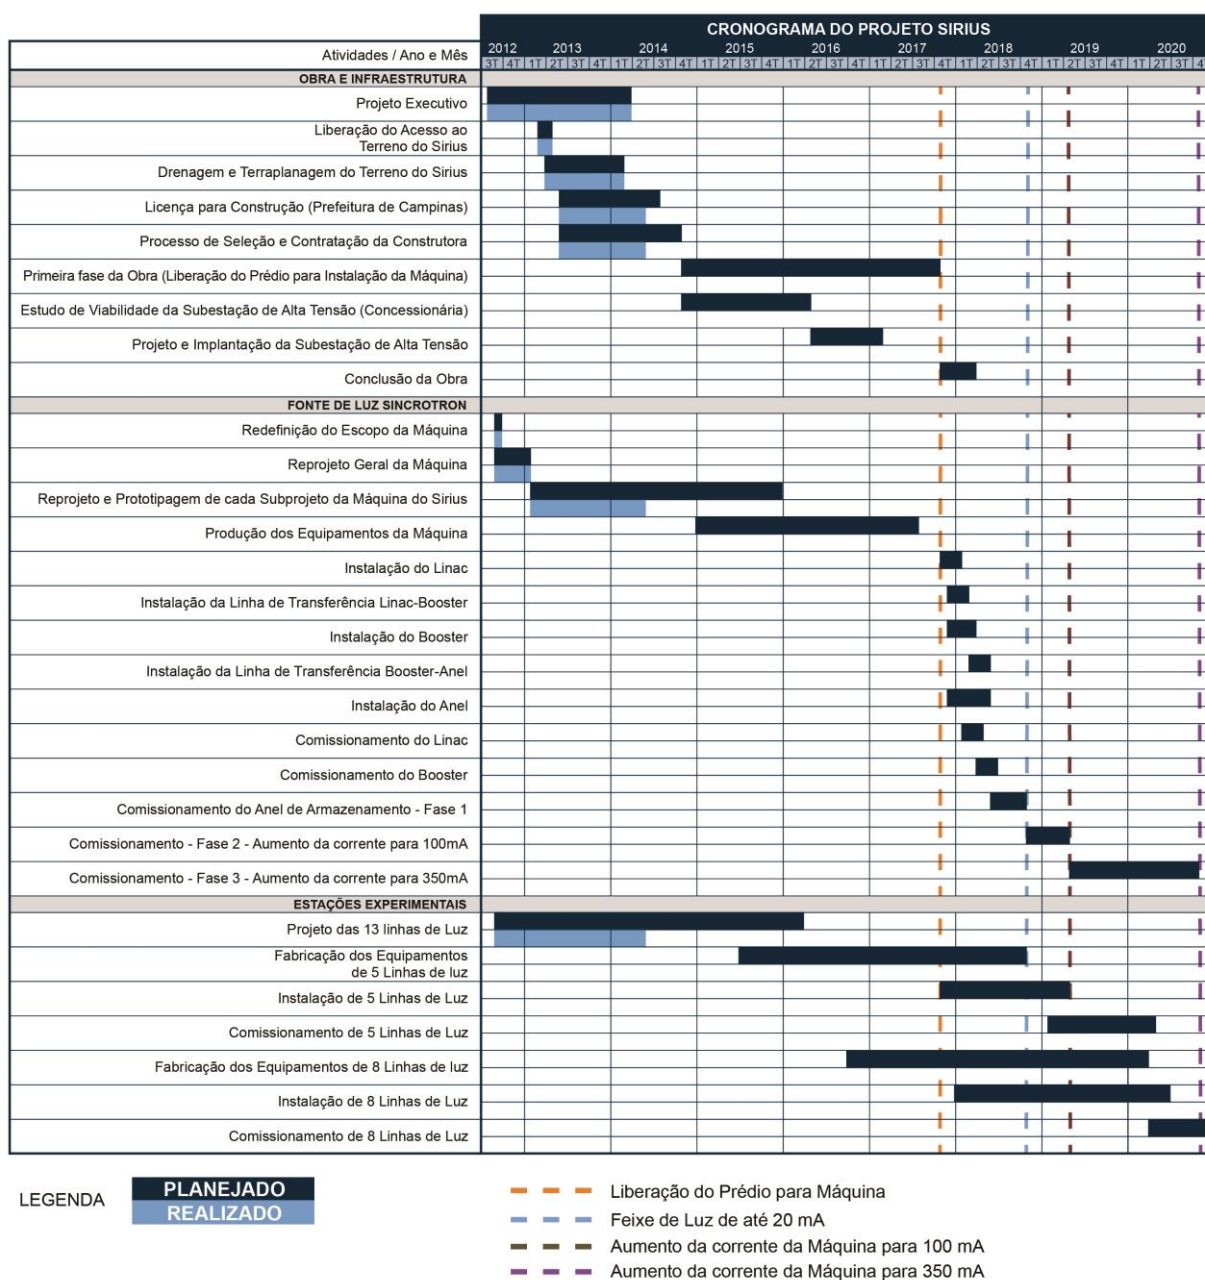 CRONOGRAMA DO PROJETO SIRIUS
Atividades / Ano e Mês
2012 2013 2014 2015 2016 2017 2018 2019 2020
3T 4T 1T 2T 3T 4T 1T 2T 3T 4T 1T 2T 3T 4T 1T 2T 3T 4T 1T 2T 3T 4T 1T 2T 3T 4T 1T 2T 3T 4T 1T 2T 3T 4
OBRA E INFRAESTRUTURA
Projeto Executivo
Liberação do Acesso ao
Terreno do Sirius
Drenagem e Terraplanagem do Terreno do Sirius
Licença para Construção (Prefeitura de Campinas)
Processo de Seleção e Contratação da Construtora
Primeira fase da Obra (Liberação do Prédio para Instalação da Máquina)
Estudo de Viabilidade da Subestação de Alta Tensão (Concessionária)
Projeto e Implantação da Subestação de Alta Tensão
Conclusão da Obra
FONTE DE LUZ SINCROTRON
Redefinição do Escopo da Máquina
Reprojeto Geral da Máquina
Reprojeto e Prototipagem de cada Subprojeto da Máquina do Sirius
Produção dos Equipamentos da Máquina
Instalação do Linac
Instalação da Linha de Transferência Linac-Booster
Instalação do Booster
Instalação da Linha de Transferência Booster-Anel
Instalação do Anel
Comissionamento do Linac
Comissionamento do Booster
Comissionamento do Anel de Armazenamento - Fase 1
Comissionamento - Fase 2 - Aumento da corrente para 100mA
Comissionamento - Fase 3 - Aumento da corrente para 350mA
ESTAÇÕES EXPERIMENTAIS
Projeto das 13 linhas de Luz
Fabricação dos Equipamentos
de 5 Linhas de luz
Instalação de 5 Linhas de Luz
Comissionamento de 5 Linhas de Luz
Fabricação dos Equipamentos de 8 Linhas de luz
Instalação de 8 Linhas de Luz
Comissionamento de 8 Linhas de Luz
LEGENDA
PLANEJADO
REALIZADO
Liberação do Prédio para Máquina
Feixe de Luz de até 20 mA
Aumento da corrente da Máquina para 100 mA
Aumento da corrente da Máquina para 350 mA